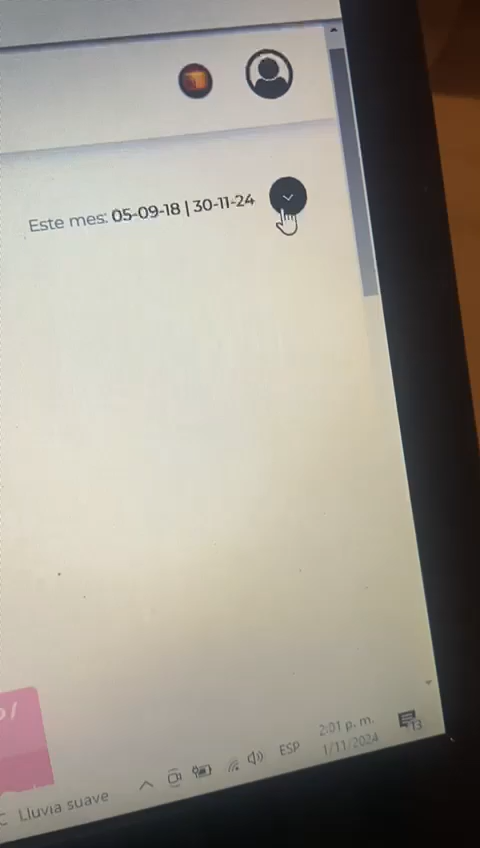 Este mes: 05-09-18 | 30-11-24
2:01 p. m.
ESP
1/11/2024
13
Lluvia suave